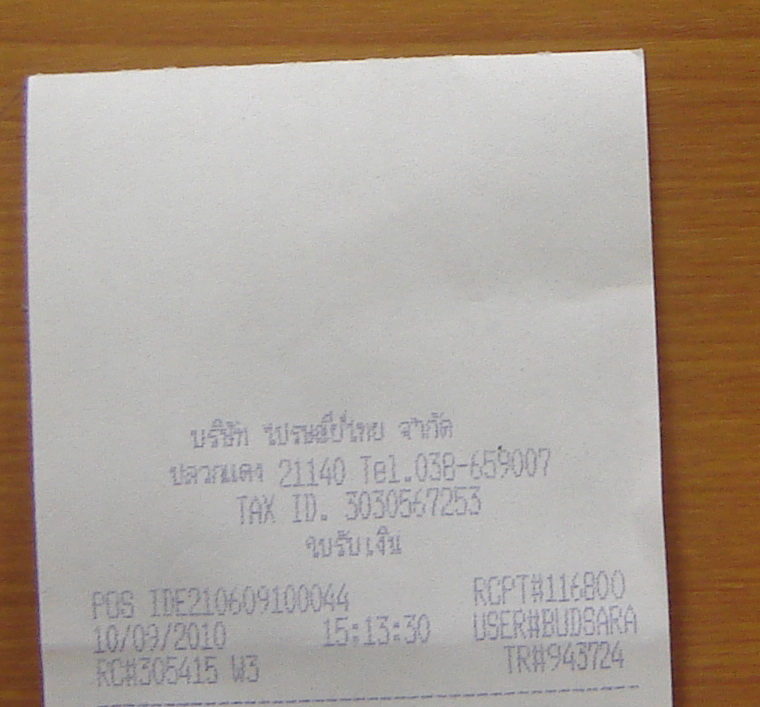 บริษัท ไปรษณีย์ไทย จำกัด
ปลวกแดง 21140 Tel.038-659007
TAX ID. 3030567253
ใบรับเงิน
POS IDE210609100044 RCPT#116800
10/09/2010 15:13:30 USER#BUDSARA
RC#305415 W3 TR#943724